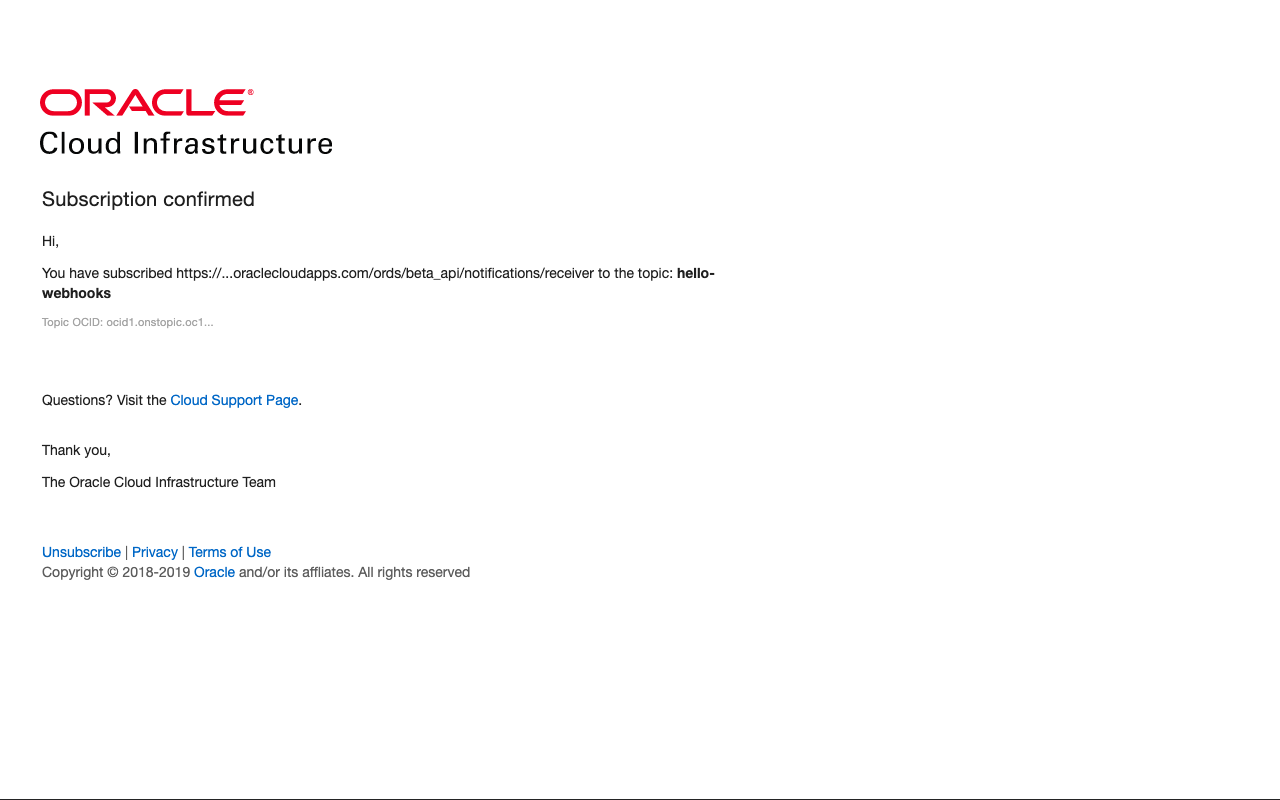 ORACLE®
Cloud Infrastructure
Subscription confirmed
Hi,
You have subscribed https://...oraclecloudapps.com/ords/beta_api/notifications/receiver to the topic: hello-
webhooks
Topic OCID: ocid1.onstopic.oc1...
Questions? Visit the Cloud Support Page.
Thank you,
The Oracle Cloud Infrastructure Team
Unsubscribe | Privacy | Terms of Use
Copyright © 2018-2019 Oracle and/or its affliates. All rights reserved